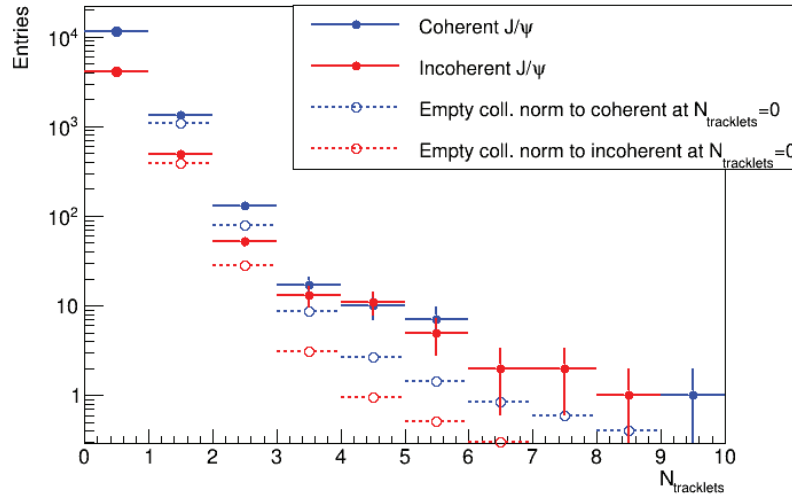 Entries
10⁴
10³
10²
10
1
Coherent J/ψ
Incoherent J/ψ
Empty coll. norm to coherent at N_tracklets=0
Empty coll. norm to incoherent at N_tracklets=0
0 1 2 3 4 5 6 7 8 9 10
N_tracklets